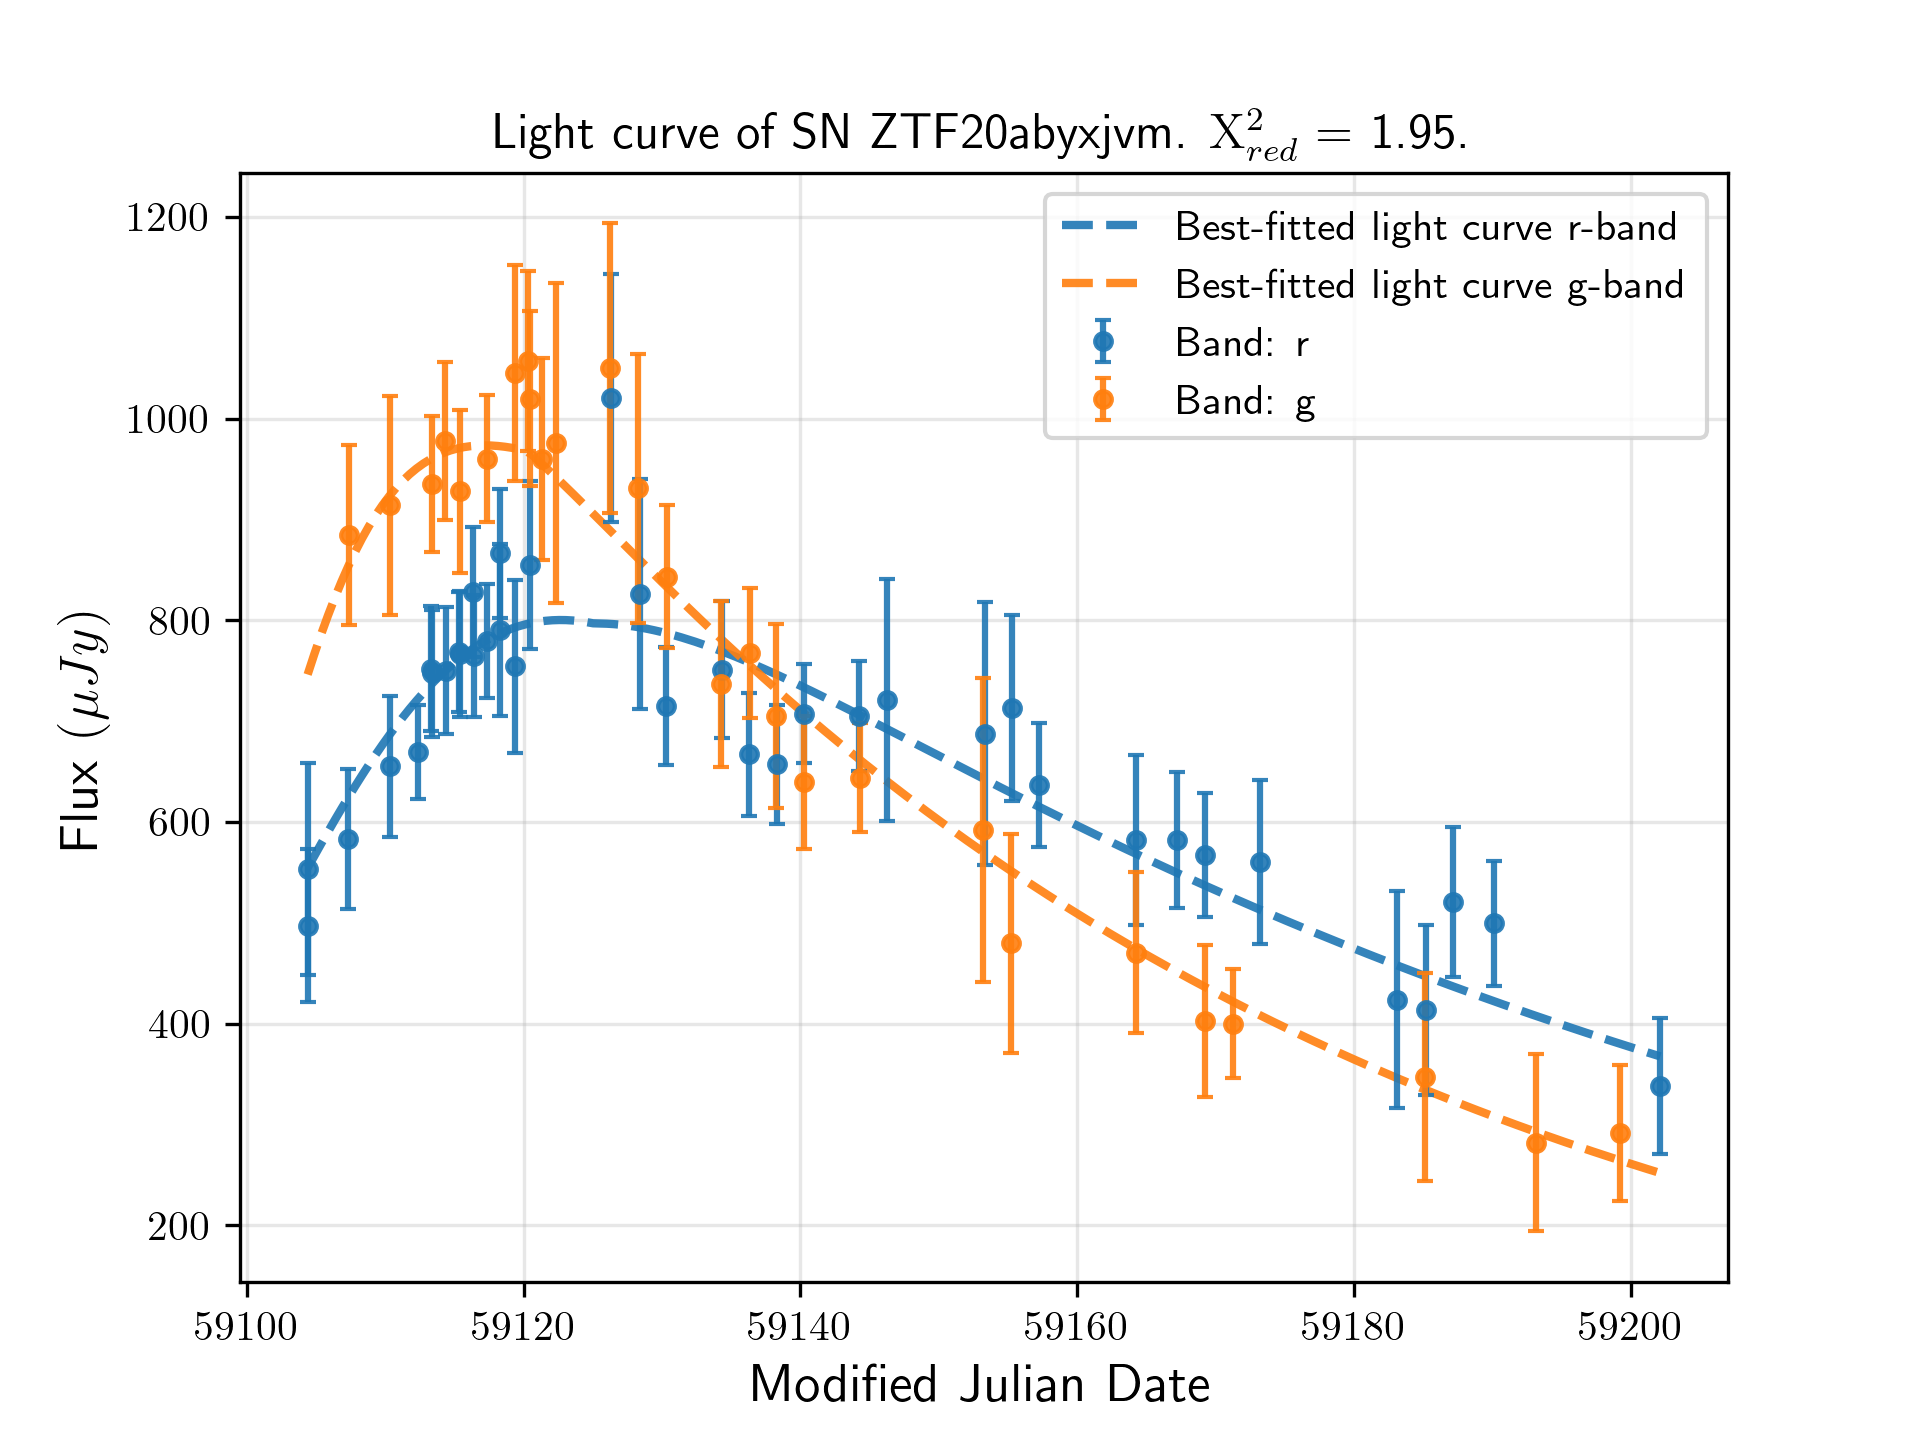 Light curve of SN ZTF20abyxjvm. X²red = 1.95.
Best-fitted light curve r-band
Best-fitted light curve g-band
Band: r
Band: g
Flux (μJy)
1200
1000
800
600
400
200
59100 59120 59140 59160 59180 59200
Modified Julian Date